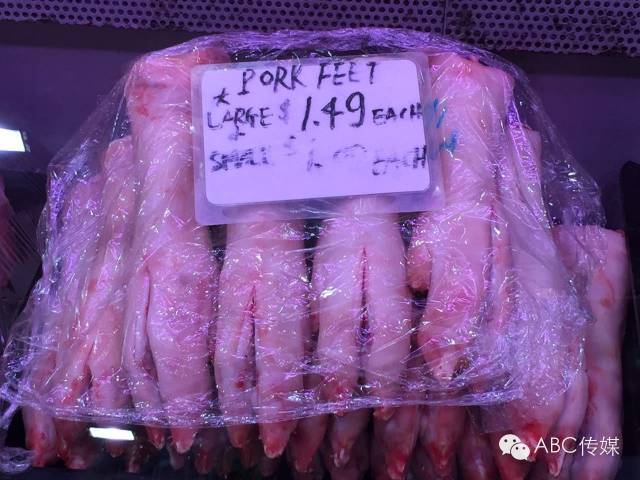 * PORK FEET
LARGE $1.49 EACH
SMALL $ EACH
ABC传媒